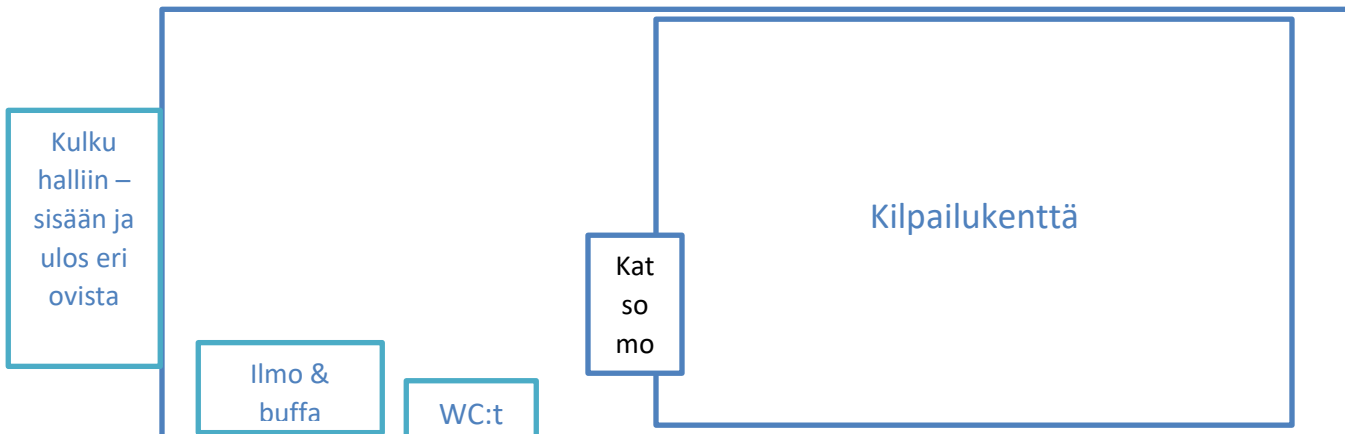 Kulku
halliin –
sisään ja
ulos eri
ovista
Kilpailukenttä
Kat
so
mo
Ilmo &
buffa
WC:t